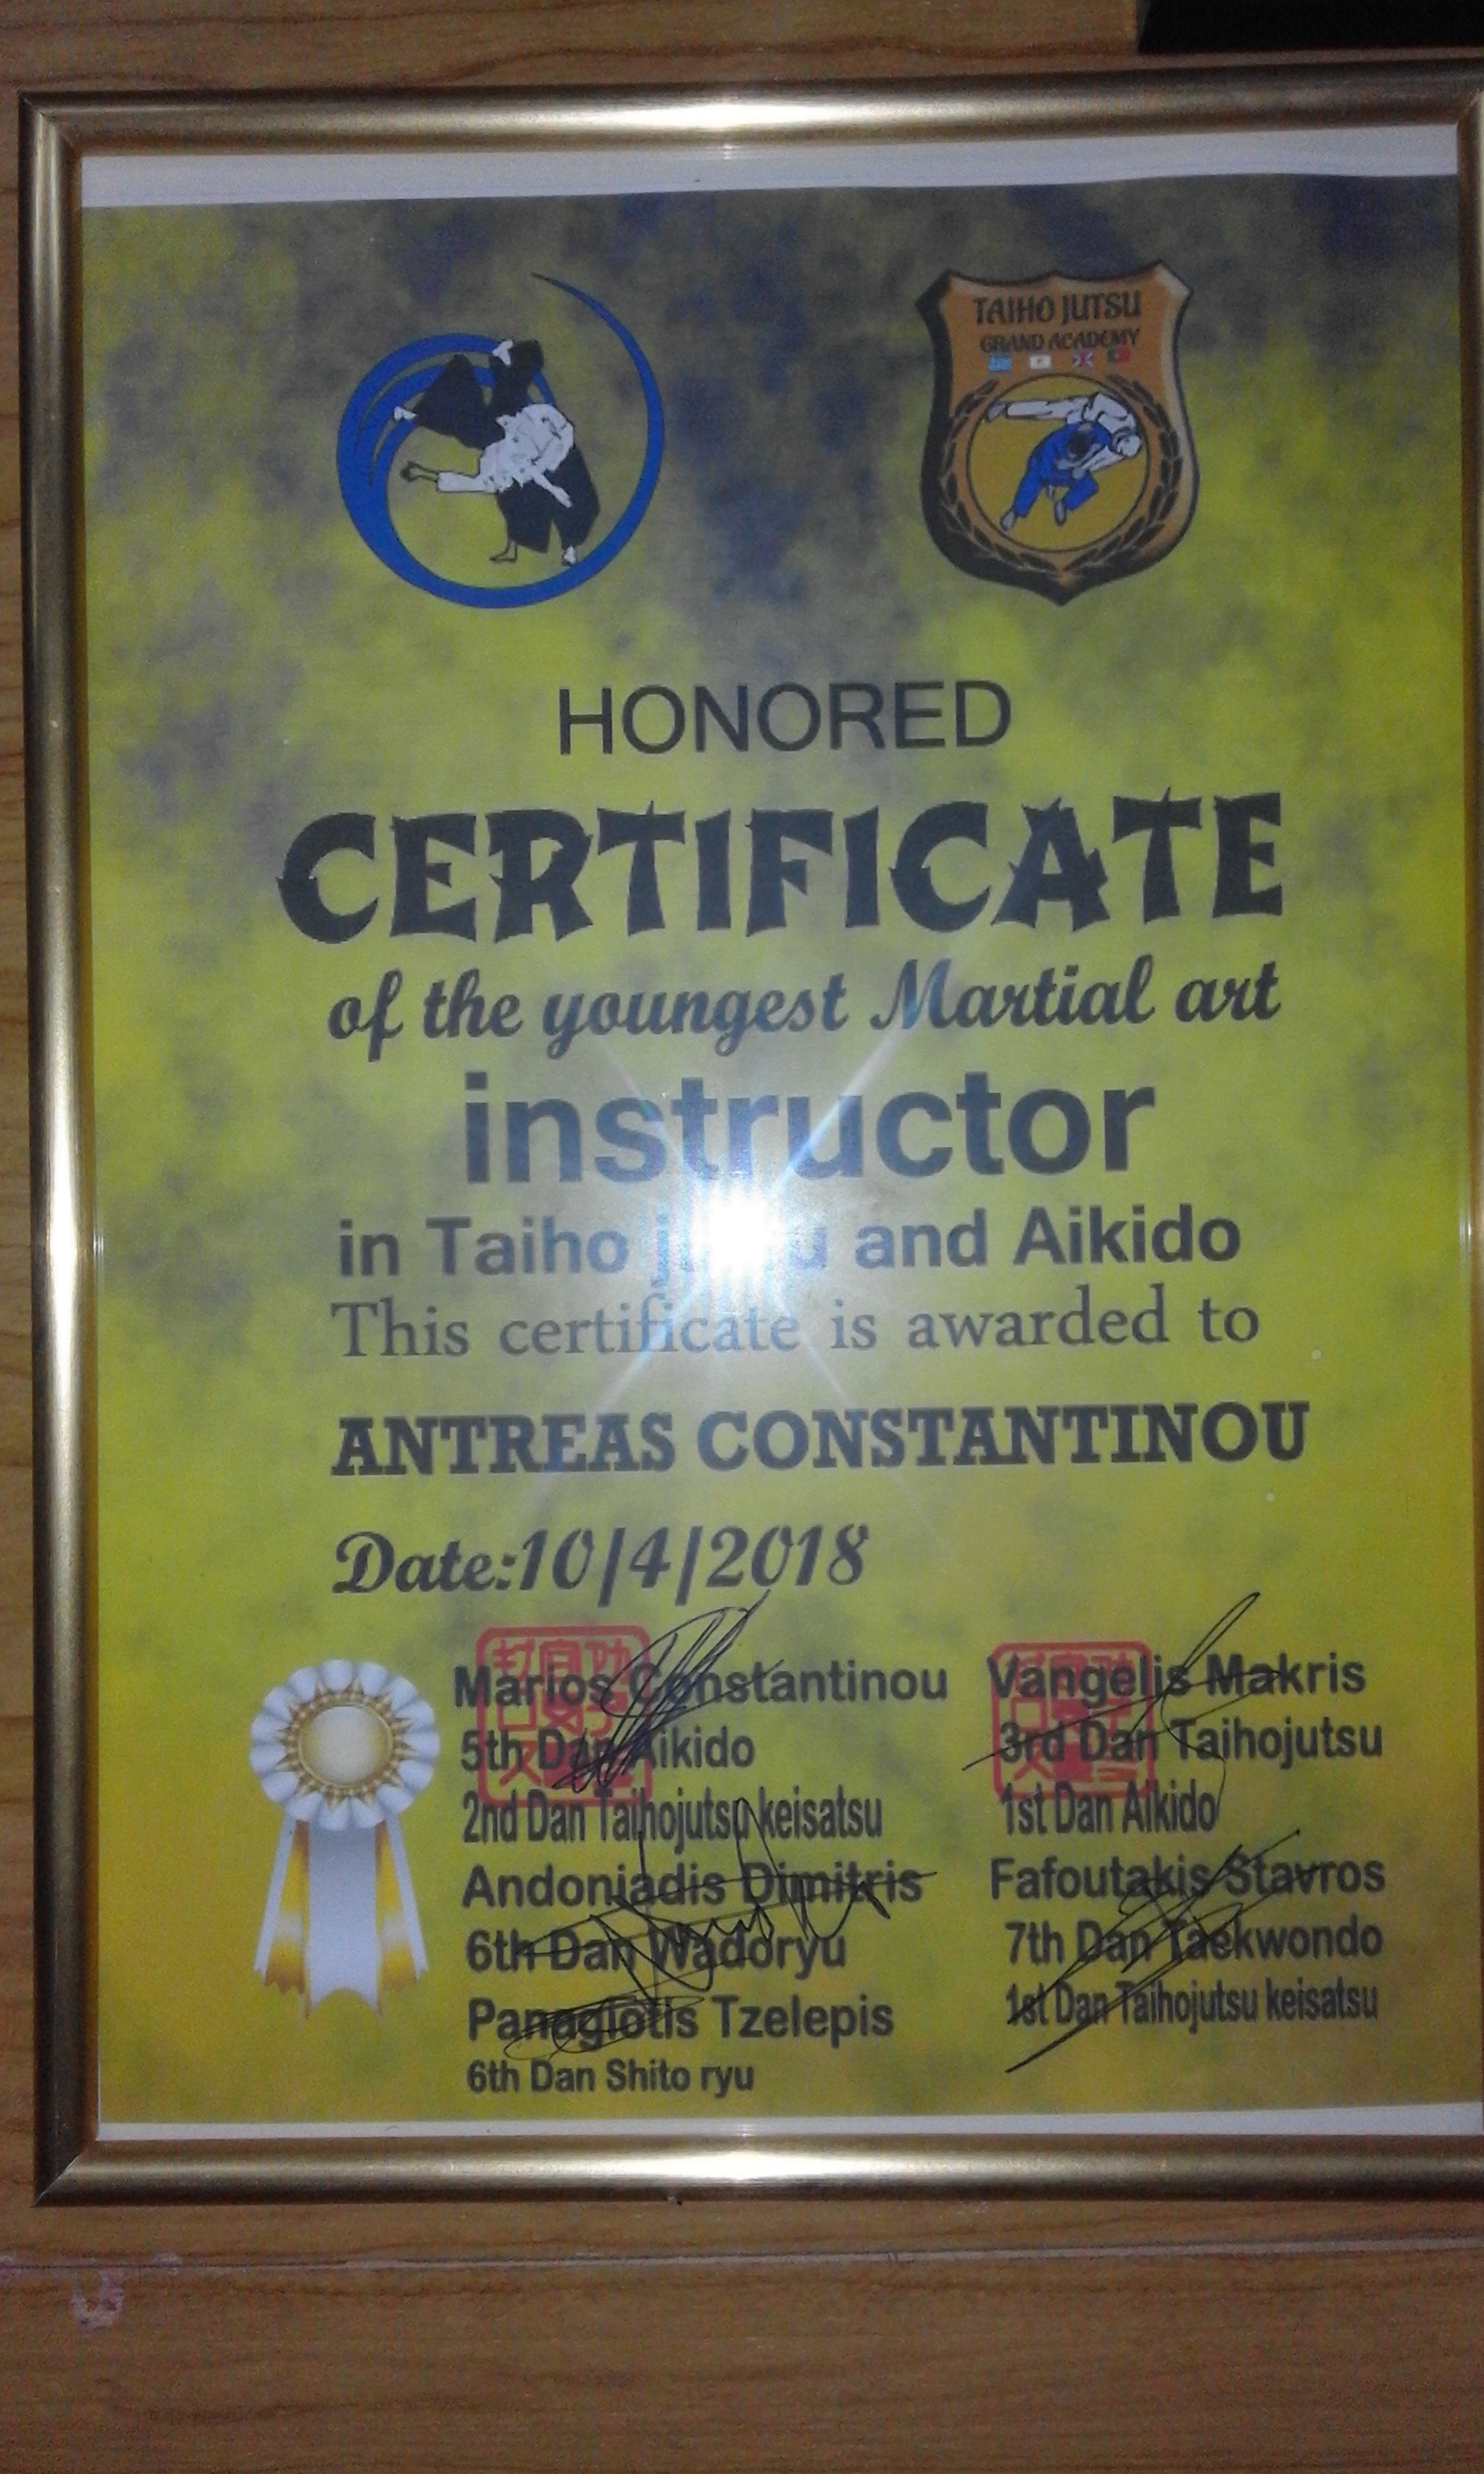 TAIHO JUTSU
GRAND ACADEMY
HONORED
CERTIFICATE
of the youngest Martial art
instructor
in Taiho jutsu and Aikido
This certificate is awarded to
ANTREAS CONSTANTINOU
Date:10/4/2018
Marios Constantinou
5th Dan Aikido
2nd Dan Taihojutsu keisatsu
Andoniadis Dimitris
6th Dan Wadoryu
Panagiotis Tzelepis
6th Dan Shito ryu
Vangelis Makris
3rd Dan Taihojutsu
1st Dan Aikido
Fafoutakis Stavros
7th Dan Taekwondo
1st Dan Taihojutsu keisatsu